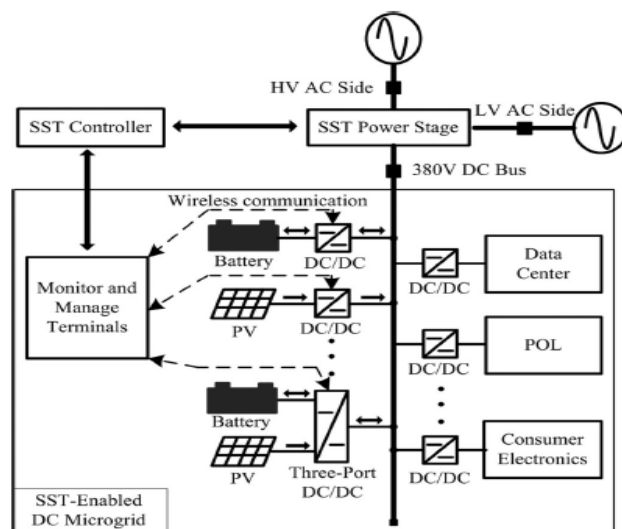 HV AC Side
LV AC Side
SST Controller
SST Power Stage
380V DC Bus
Wireless communication
Battery
DC/DC
Data
Center
DC/DC
Monitor and
Manage
Terminals
PV
DC/DC
POL
DC/DC
Battery
PV
Three-Port
DC/DC
Consumer
Electronics
DC/DC
SST-Enabled
DC Microgrid